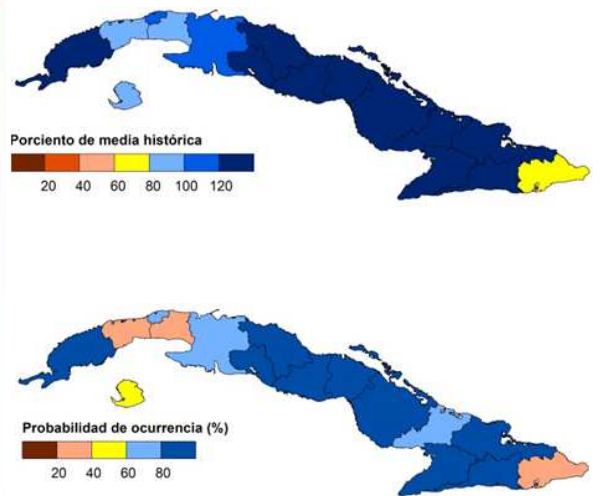 Porciento de media histórica
20 40 60 80 100 120
Probabilidad de ocurrencia (%)
20 40 60 80